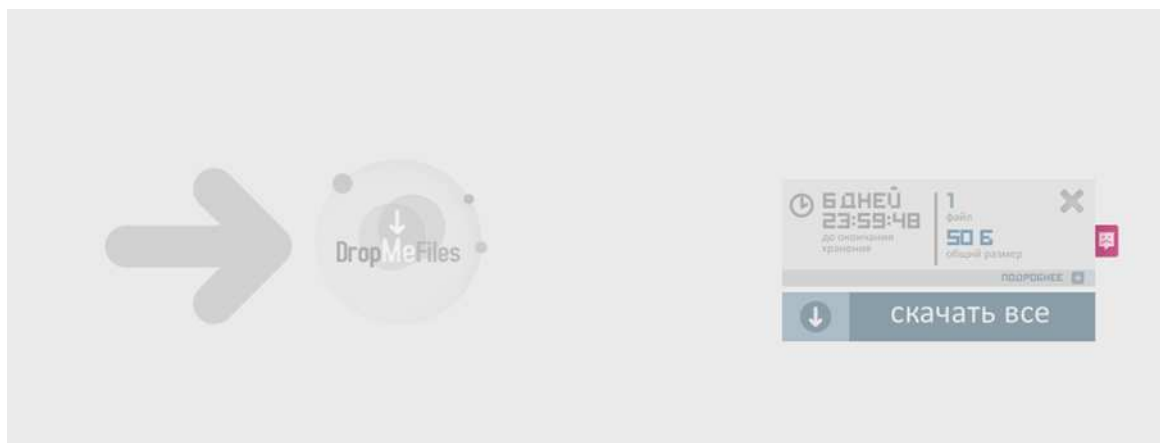 DropMeFiles
6 ДНЕЙ
23:59:48
до окончания
хранения
1
файл
50 Б
общий размер
ПОДРОБНЕЕ
скачать все